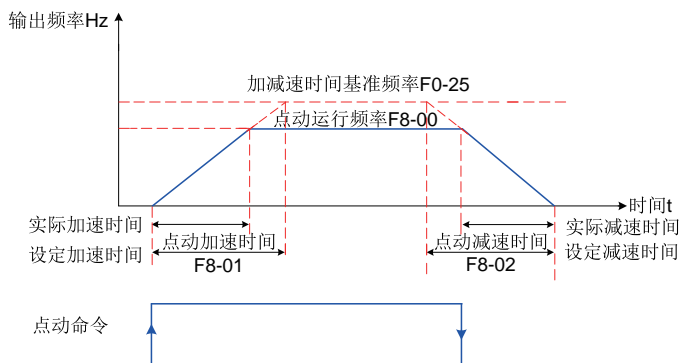 输出频率Hz
加减速时间基准频率F0-25
点动运行频率F8-00
时间t
实际加速时间
实际减速时间
设定加速时间
点动加速时间
F8-01
点动减速时间
F8-02
设定减速时间
点动命令